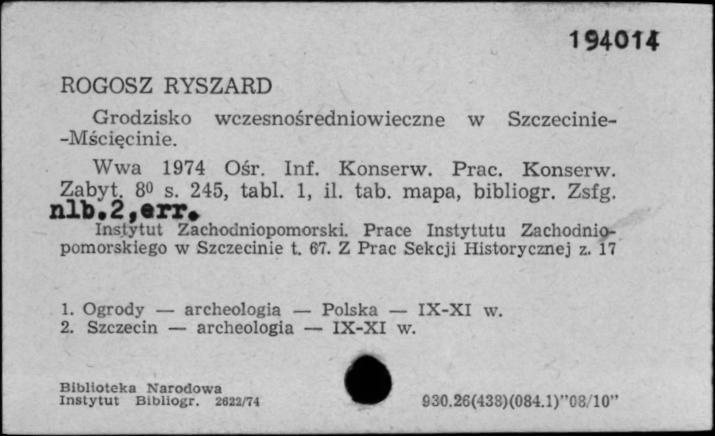 194014
ROGOSZ RYSZARD
Grodzisko wczesnośredniowieczne w Szczecinie-
-Mścięcinie.
Wwa 1974 Ośr. Inf. Konserw. Prac. Konserw.
Zabyt. 8⁰ s. 245, tabl. 1, il. tab. mapa, bibliogr. Zsfg.
nlb.2,err.
Instytut Zachodniopomorski. Prace Instytutu Zachodnio-
pomorskiego w Szczecinie t. 67. Z Prac Sekcji Historycznej z. 17
1. Ogrody — archeologia — Polska — IX-XI w.
2. Szczecin — archeologia — IX-XI w.
Biblioteka Narodowa
Instytut Bibliogr. 2622/74
930.26(438)(084.1)"08/10"